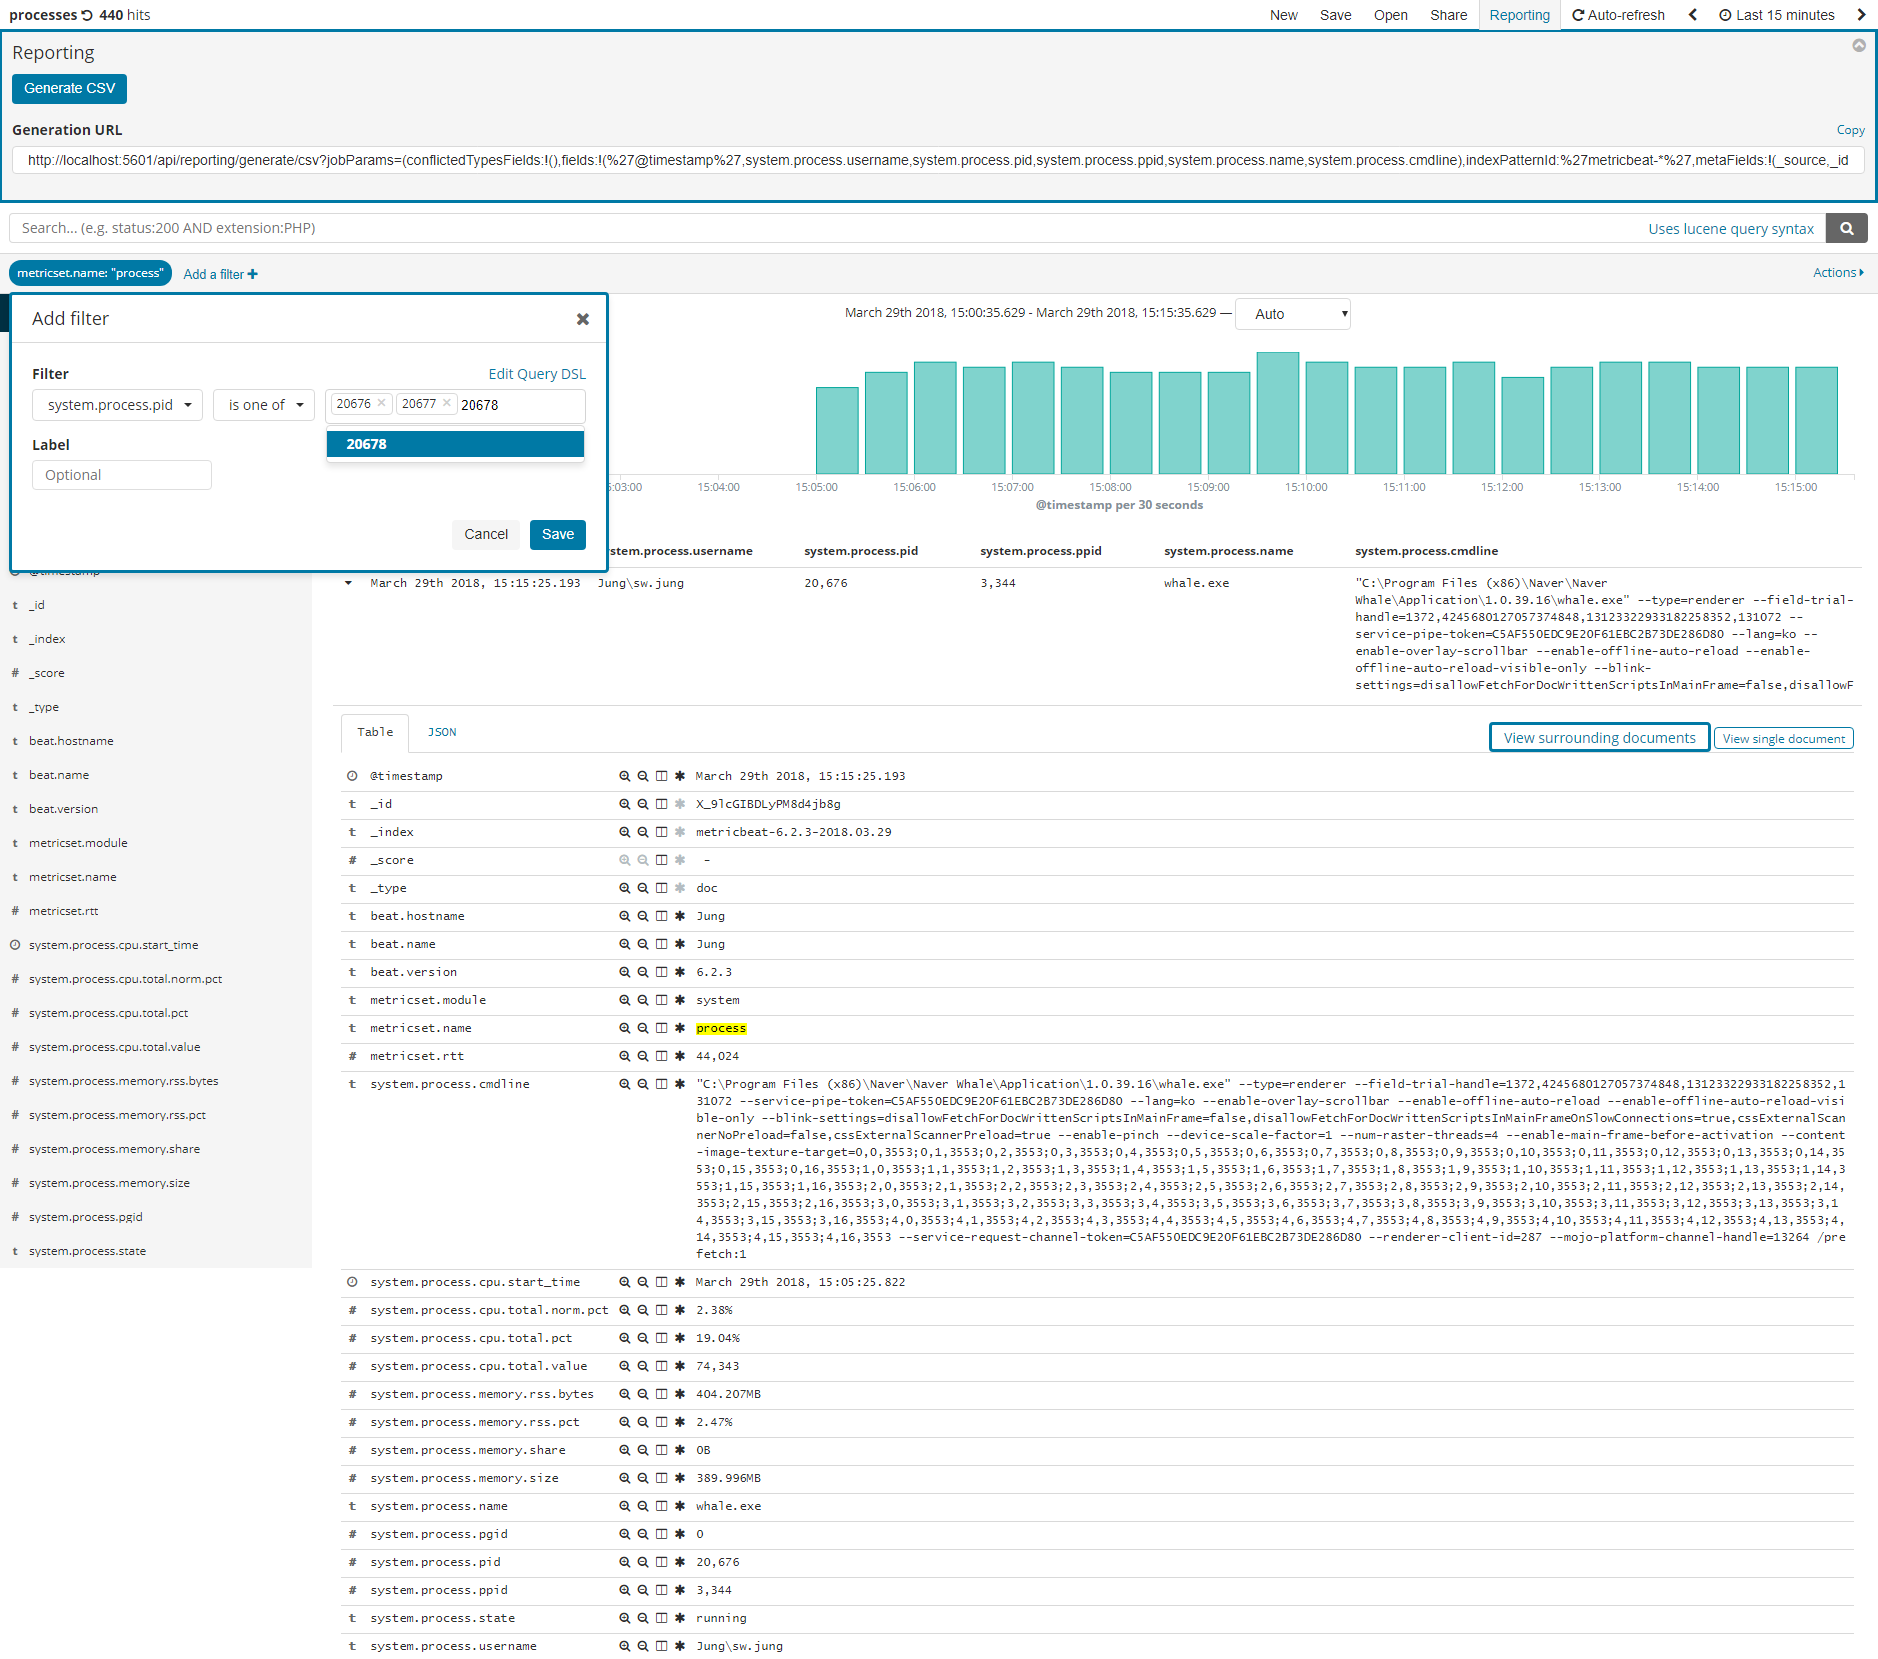 processes 440 hits
New Save Open Share Reporting Auto-refresh Last 15 minutes
Reporting
Generate CSV
Generation URL
Copy
http://localhost:5601/api/reporting/generate/csv?jobParams=(conflictedTypesFields:!(),fields:!(%27@timestamp%27,system.process.username,system.process.pid,system.process.ppid,system.process.name,system.process.cmdline),indexPatternId:%27metricbeat-*%27,metaFields:!(_source,_id
Search... (e.g. status:200 AND extension:PHP)
Uses lucene query syntax
metricset.name: "process" Add a filter
Actions
Add filter
Filter
Edit Query DSL
system.process.pid is one of 20676 20677 20678
20678
Label
Optional
Cancel Save
March 29th 2018, 15:00:35.629 - March 29th 2018, 15:15:35.629 — Auto
5:03:00 15:04:00 15:05:00 15:06:00 15:07:00 15:08:00 15:09:00 15:10:00 15:11:00 15:12:00 15:13:00 15:14:00 15:15:00
@timestamp per 30 seconds
stem.process.username system.process.pid system.process.ppid system.process.name system.process.cmdline
March 29th 2018, 15:15:25.193 Jung\sw.jung 20,676 3,344 whale.exe
"C:\Program Files (x86)\Naver\Naver
Whale\Application\1.0.39.16\whale.exe" --type=renderer --field-trial-
handle=1372,4245680127057374848,13123322933182258352,131072 --
service-pipe-token=C5AF550EDC9E20F61EBC2B73DE286D80 --lang=ko --
enable-overlay-scrollbar --enable-offline-auto-reload --enable-
offline-auto-reload-visible-only --blink-
settings=disallowFetchForDocWrittenScriptsInMainFrame=false,disallowF
@timestamp
t _id
t _index
# _score
t _type
t beat.hostname
t beat.name
t beat.version
t metricset.module
t metricset.name
# metricset.rtt
system.process.cpu.start_time
# system.process.cpu.total.norm.pct
# system.process.cpu.total.pct
# system.process.cpu.total.value
# system.process.memory.rss.bytes
# system.process.memory.rss.pct
# system.process.memory.share
# system.process.memory.size
# system.process.pgid
t system.process.state
Table JSON
View surrounding documents View single document
@timestamp March 29th 2018, 15:15:25.193
t _id X_9lcGIBDLyPM8d4jb8g
t _index metricbeat-6.2.3-2018.03.29
# _score -
t _type doc
t beat.hostname Jung
t beat.name Jung
t beat.version 6.2.3
t metricset.module system
t metricset.name process
# metricset.rtt 44,024
t system.process.cmdline "C:\Program Files (x86)\Naver\Naver Whale\Application\1.0.39.16\whale.exe" --type=renderer --field-trial-handle=1372,4245680127057374848,13123322933182258352,1
31072 --service-pipe-token=C5AF550EDC9E20F61EBC2B73DE286D80 --lang=ko --enable-overlay-scrollbar --enable-offline-auto-reload --enable-offline-auto-reload-visi
ble-only --blink-settings=disallowFetchForDocWrittenScriptsInMainFrame=false,disallowFetchForDocWrittenScriptsInMainFrameOnSlowConnections=true,cssExternalScan
nerNoPreload=false,cssExternalScannerPreload=true --enable-pinch --device-scale-factor=1 --num-raster-threads=4 --enable-main-frame-before-activation --content
-image-texture-target=0,0,3553;0,1,3553;0,2,3553;0,3,3553;0,4,3553;0,5,3553;0,6,3553;0,7,3553;0,8,3553;0,9,3553;0,10,3553;0,11,3553;0,12,3553;0,13,3553;0,14,35
53;0,15,3553;0,16,3553;1,0,3553;1,1,3553;1,2,3553;1,3,3553;1,4,3553;1,5,3553;1,6,3553;1,7,3553;1,8,3553;1,9,3553;1,10,3553;1,11,3553;1,12,3553;1,13,3553;1,14,3
553;1,15,3553;1,16,3553;2,0,3553;2,1,3553;2,2,3553;2,3,3553;2,4,3553;2,5,3553;2,6,3553;2,7,3553;2,8,3553;2,9,3553;2,10,3553;2,11,3553;2,12,3553;2,13,3553;2,14,
3553;2,15,3553;2,16,3553;3,0,3553;3,1,3553;3,2,3553;3,3,3553;3,4,3553;3,5,3553;3,6,3553;3,7,3553;3,8,3553;3,9,3553;3,10,3553;3,11,3553;3,12,3553;3,13,3553;3,1
4,3553;3,15,3553;3,16,3553;4,0,3553;4,1,3553;4,2,3553;4,3,3553;4,4,3553;4,5,3553;4,6,3553;4,7,3553;4,8,3553;4,9,3553;4,10,3553;4,11,3553;4,12,3553;4,13,3553;4,
14,3553;4,15,3553;4,16,3553 --service-request-channel-token=C5AF550EDC9E20F61EBC2B73DE286D80 --renderer-client-id=287 --mojo-platform-channel-handle=13264 /pre
fetch:1
system.process.cpu.start_time March 29th 2018, 15:05:25.822
# system.process.cpu.total.norm.pct 2.38%
# system.process.cpu.total.pct 19.04%
# system.process.cpu.total.value 74,343
# system.process.memory.rss.bytes 404.207MB
# system.process.memory.rss.pct 2.47%
# system.process.memory.share 0B
# system.process.memory.size 389.996MB
t system.process.name whale.exe
# system.process.pgid 0
# system.process.pid 20,676
# system.process.ppid 3,344
t system.process.state running
t system.process.username Jung\sw.jung